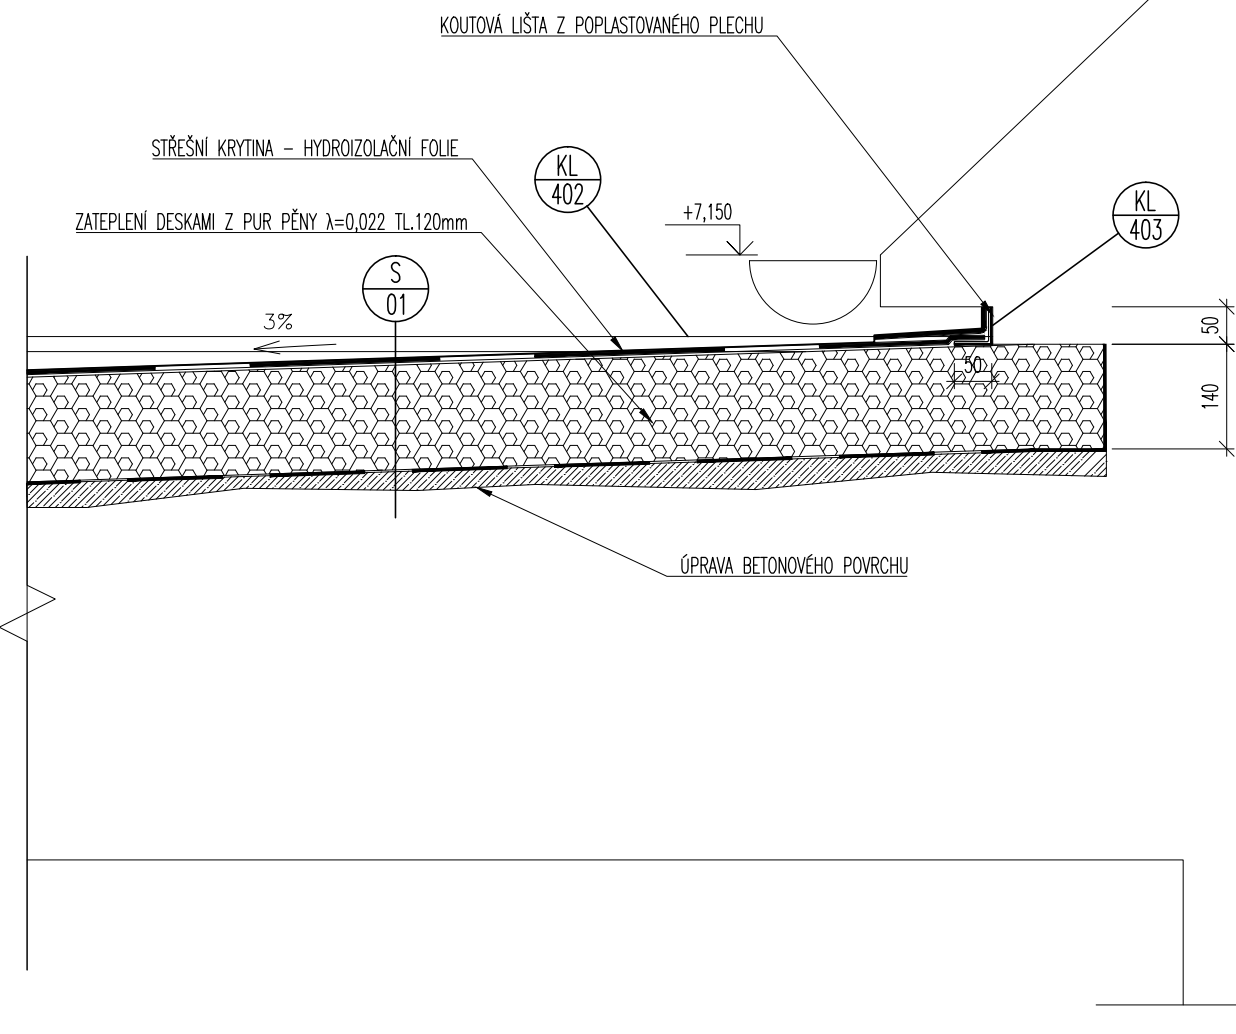 KOUTOVÁ LIŠTA Z POPLASTOVANÉHO PLECHU
STŘEŠNÍ KRYTINA – HYDROIZOLAČNÍ FOLIE
KL
402
KL
403
ZATEPLENÍ DESKAMI Z PUR PĚNY λ=0,022 TL.120mm
+7,150
S
01
3%
50
50
140
ÚPRAVA BETONOVÉHO POVRCHU